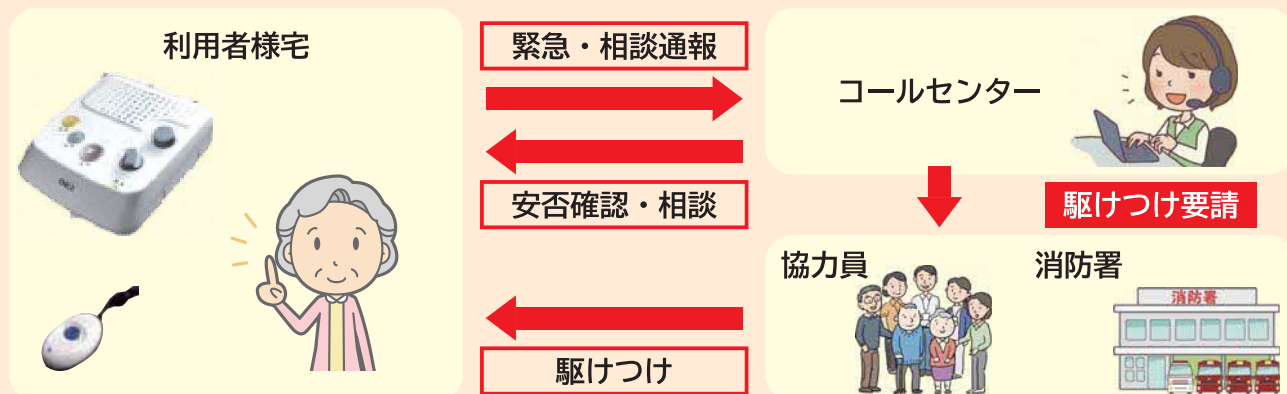 利用者様宅
緊急・相談通報
安否確認・相談
駆けつけ
コールセンター
駆けつけ要請
協力員
消防署
消防署